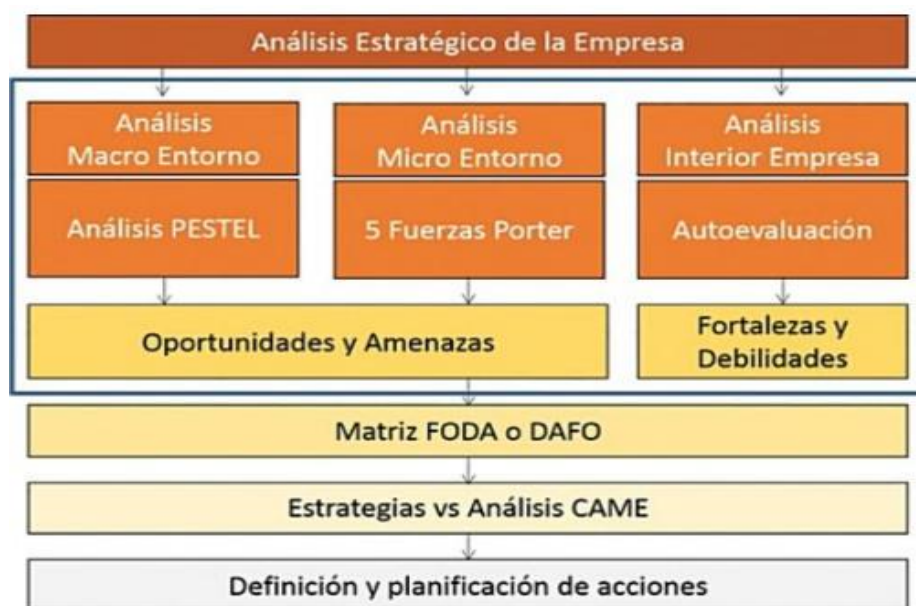 Análisis Estratégico de la Empresa
Análisis
Macro Entorno
Análisis
Micro Entorno
Análisis
Interior Empresa
Análisis PESTEL
5 Fuerzas Porter
Autoevaluación
Oportunidades y Amenazas
Fortalezas y
Debilidades
Matriz FODA o DAFO
Estrategias vs Análisis CAME
Definición y planificación de acciones